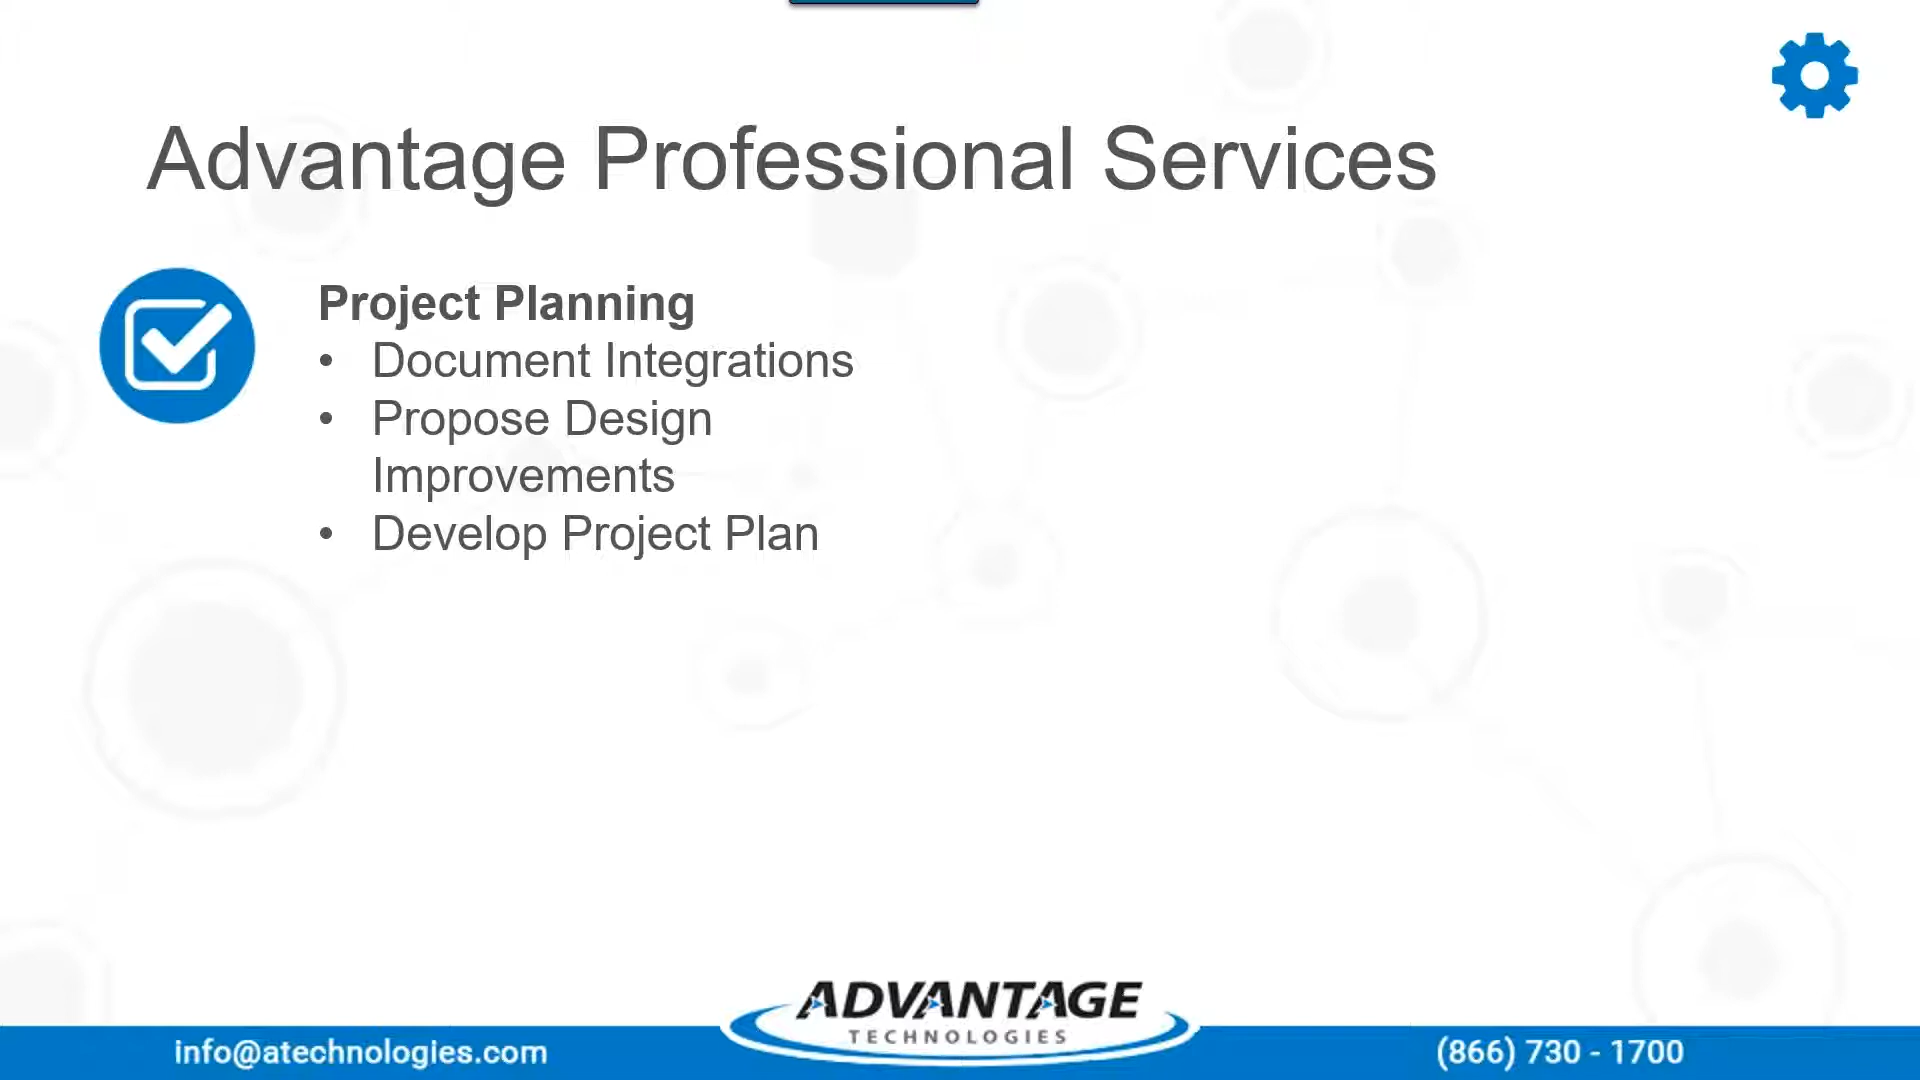 Advantage Professional Services
Project Planning
• Document Integrations
• Propose Design
Improvements
• Develop Project Plan
ADVANTAGE
TECHNOLOGIES
info@atechnologies.com
(866) 730 - 1700